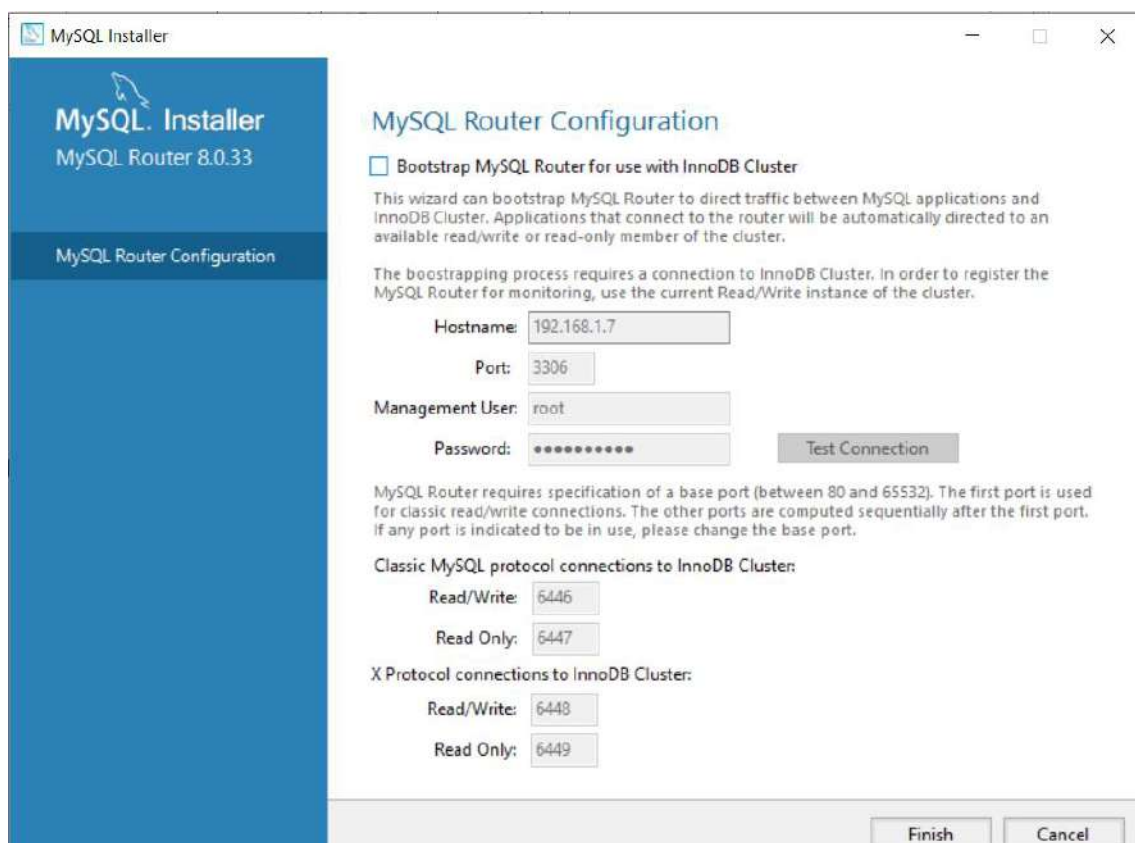 MySQL Installer
MySQL. Installer
MySQL Router 8.0.33
MySQL Router Configuration
MySQL Router Configuration
Bootstrap MySQL Router for use with InnoDB Cluster
This wizard can bootstrap MySQL Router to direct traffic between MySQL applications and
InnoDB Cluster. Applications that connect to the router will be automatically directed to an
available read/write or read-only member of the cluster.
The boostrapping process requires a connection to InnoDB Cluster. In order to register the
MySQL Router for monitoring, use the current Read/Write instance of the cluster.
Hostname: 192.168.1.7
Port: 3306
Management User: root
Password: ●●●●●●●●●● Test Connection
MySQL Router requires specification of a base port (between 80 and 65532). The first port is used
for classic read/write connections. The other ports are computed sequentially after the first port.
If any port is indicated to be in use, please change the base port.
Classic MySQL protocol connections to InnoDB Cluster:
Read/Write: 6446
Read Only: 6447
X Protocol connections to InnoDB Cluster:
Read/Write: 6448
Read Only: 6449
Finish Cancel